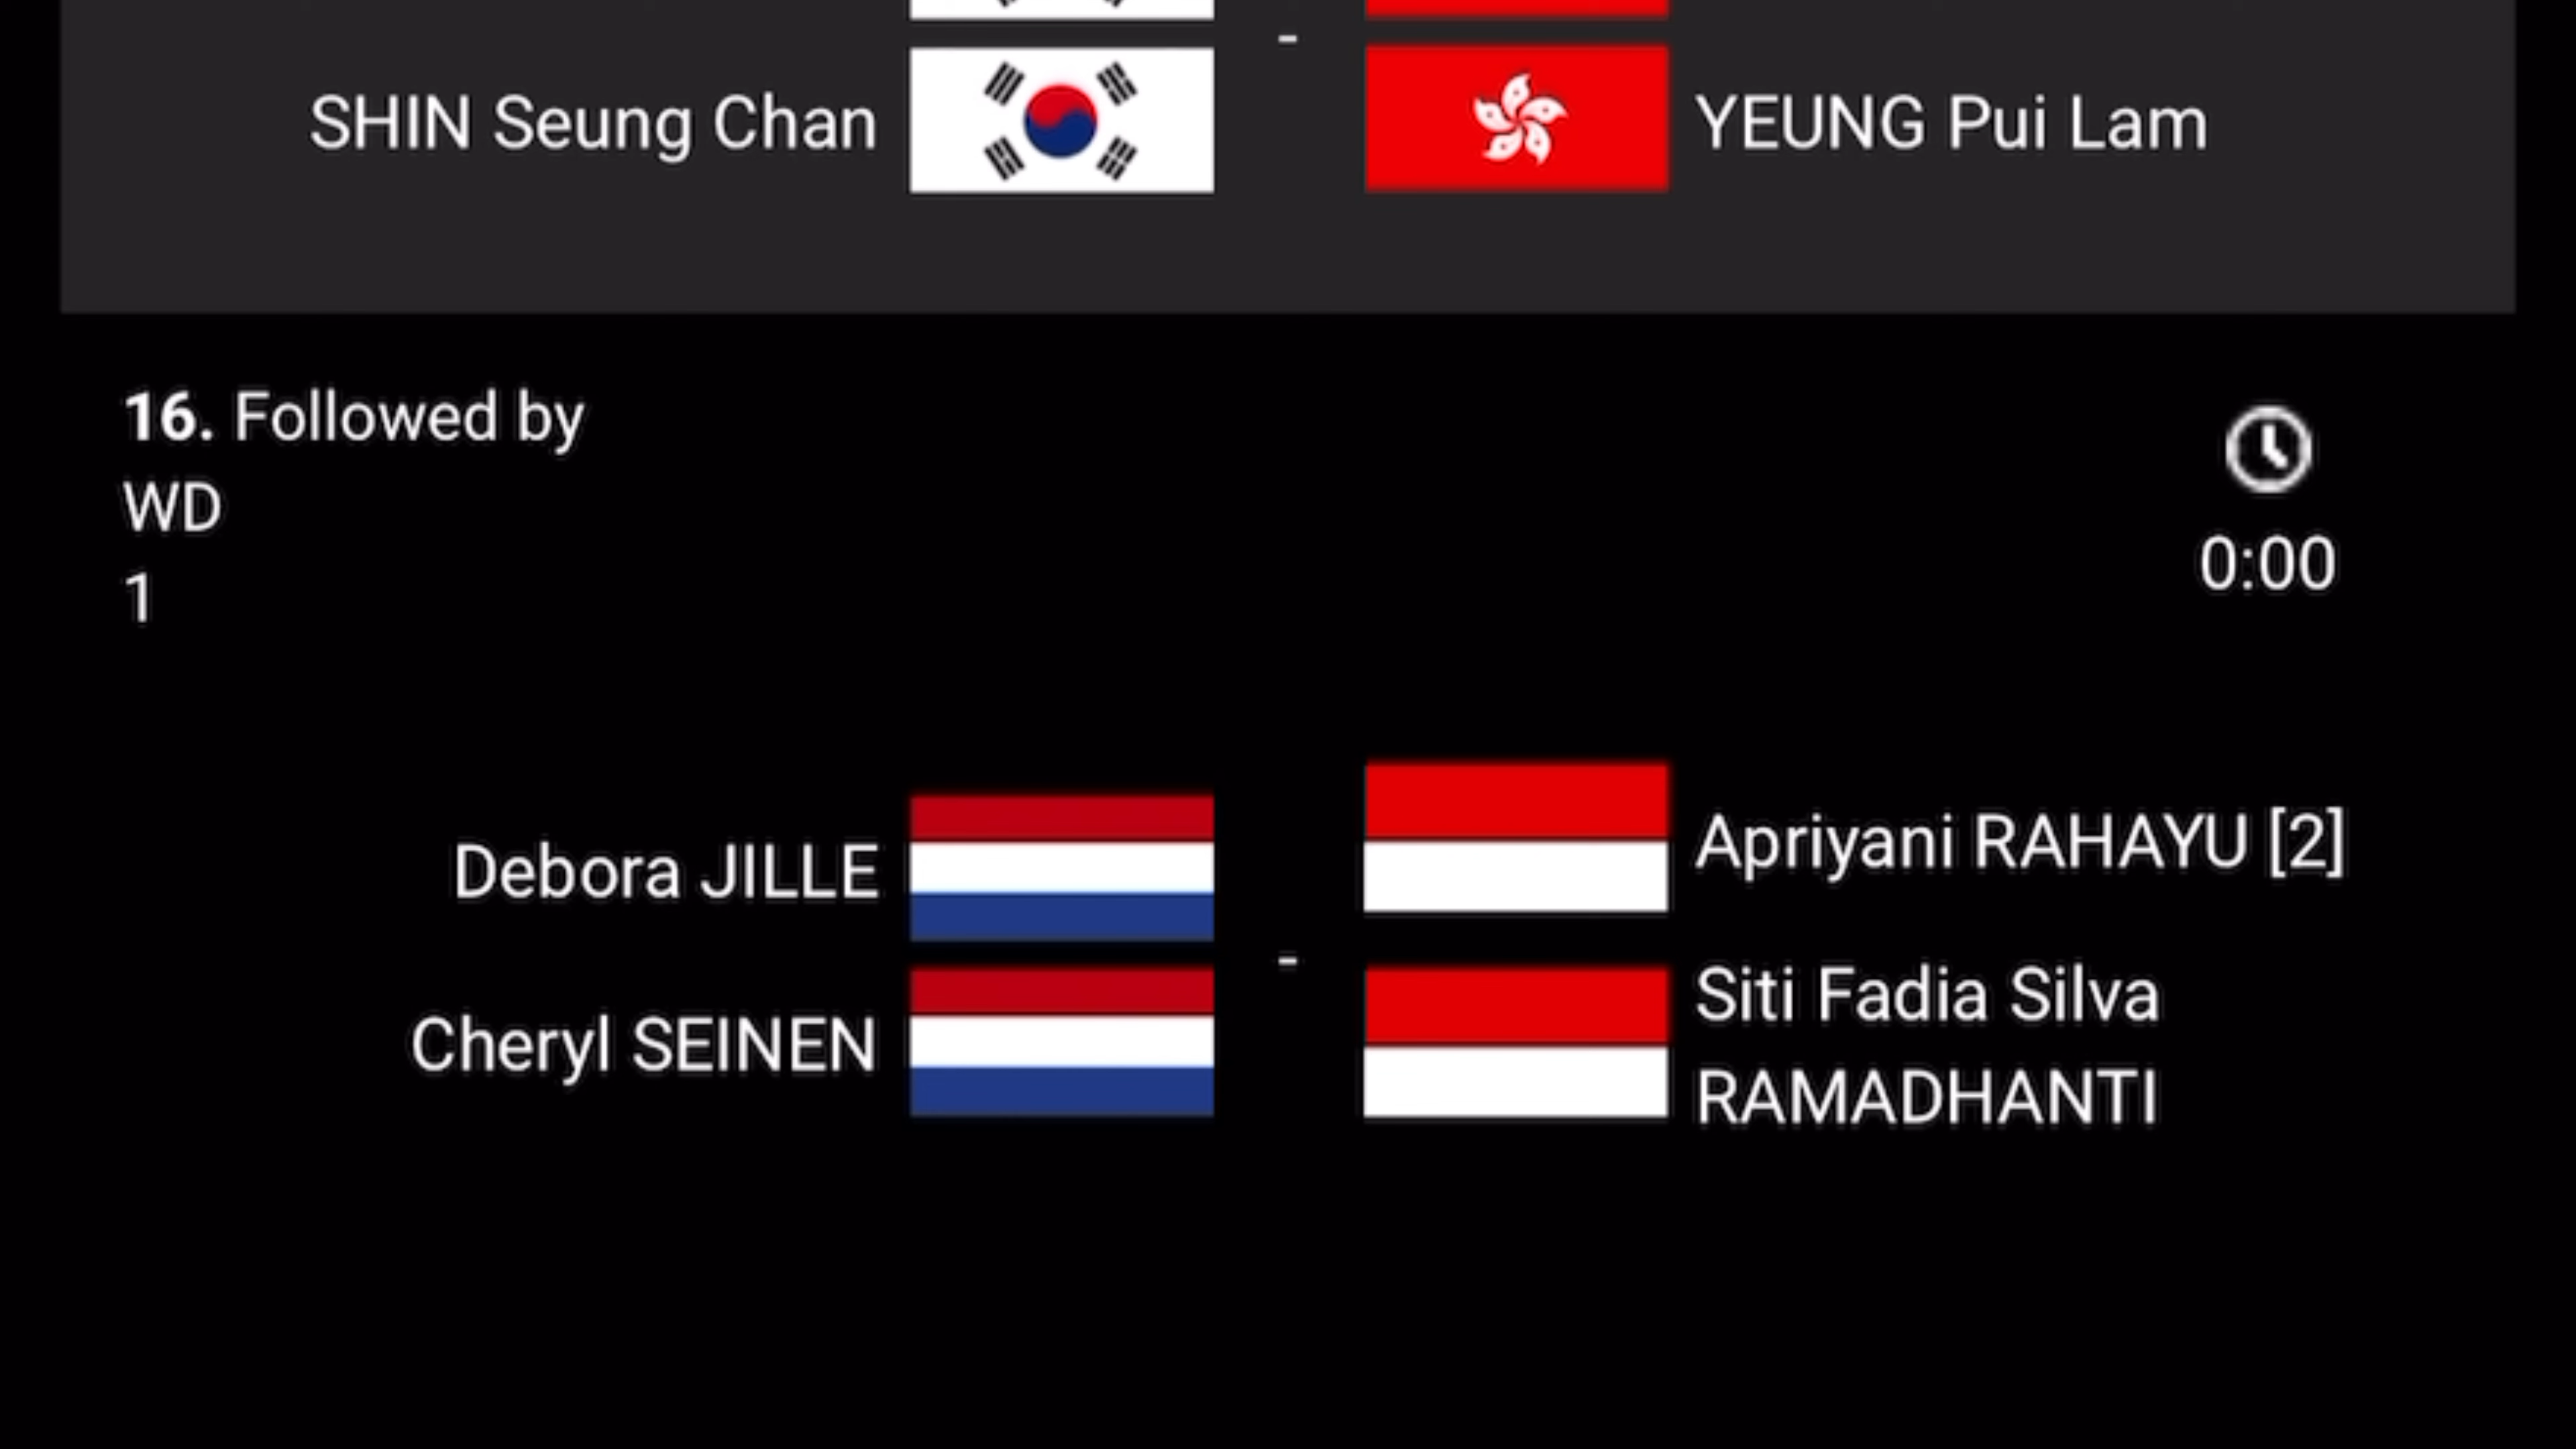 SHIN Seung Chan - YEUNG Pui Lam
16. Followed by
WD
1
0:00
Debora JILLE
Cheryl SEINEN
-
Apriyani RAHAYU [2]
Siti Fadia Silva
RAMADHANTI